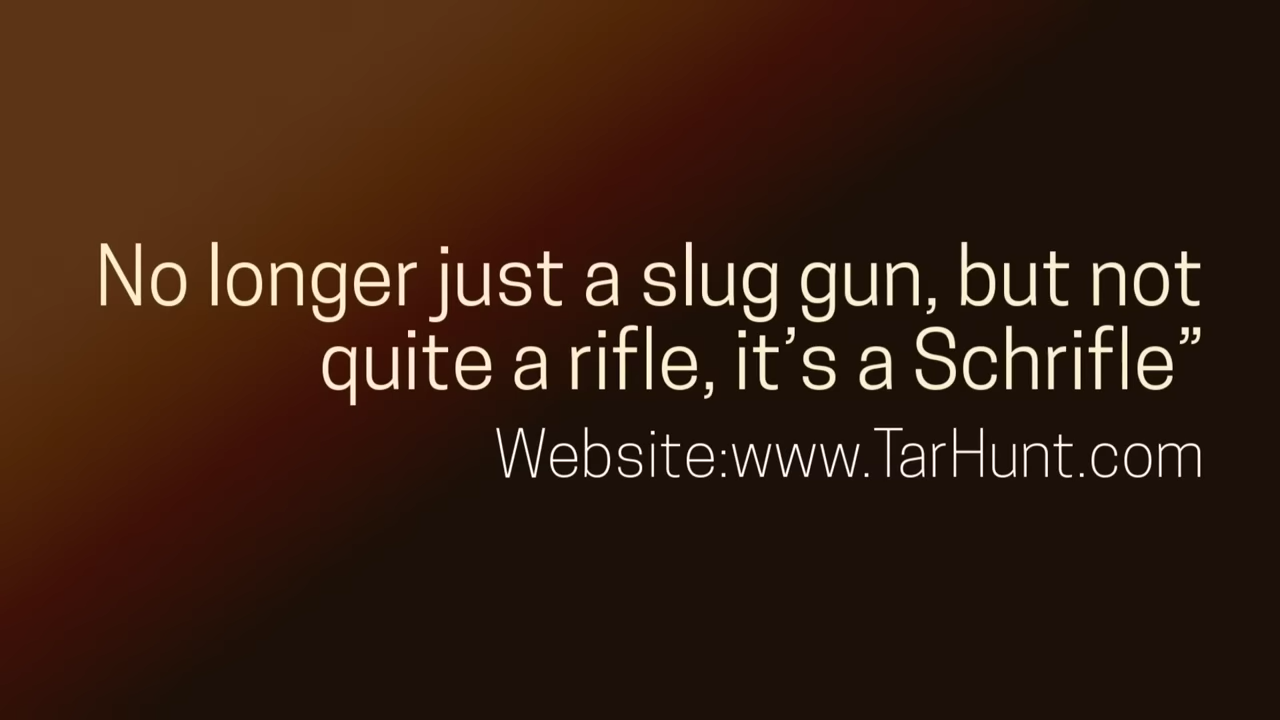 No longer just a slug gun, but not
quite a rifle, it’s a Schrifle”
Website:www.TarHunt.com